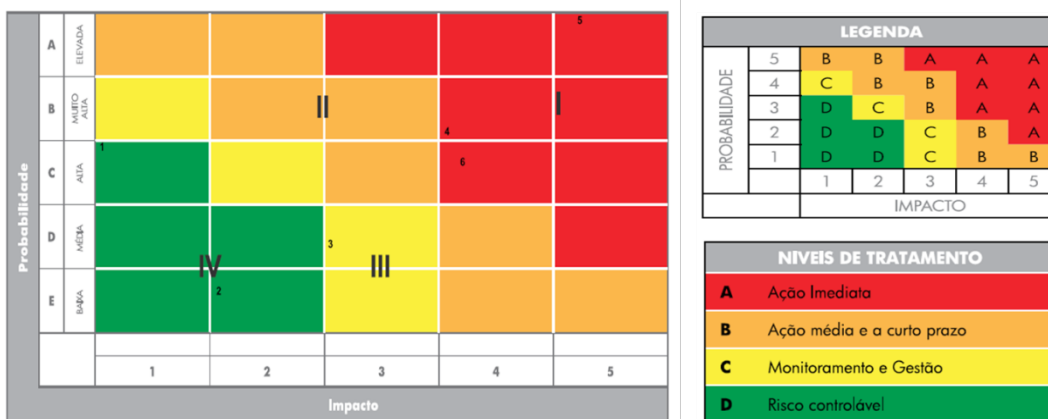 Probabilidade
A ELEVADA 5
B MUITO ALTA II I 4
C ALTA 1 6
D MÉDIA 3
IV III
E BAIXA 2
1 2 3 4 5
Impacto
LEGENDA
PROBABILIDADE
5 B B A A A
4 C B B A A
3 D C B A A
2 D D C B A
1 D D C B B
1 2 3 4 5
IMPACTO
NÍVEIS DE TRATAMENTO
A Ação Imediata
B Ação média e a curto prazo
C Monitoramento e Gestão
D Risco controlável